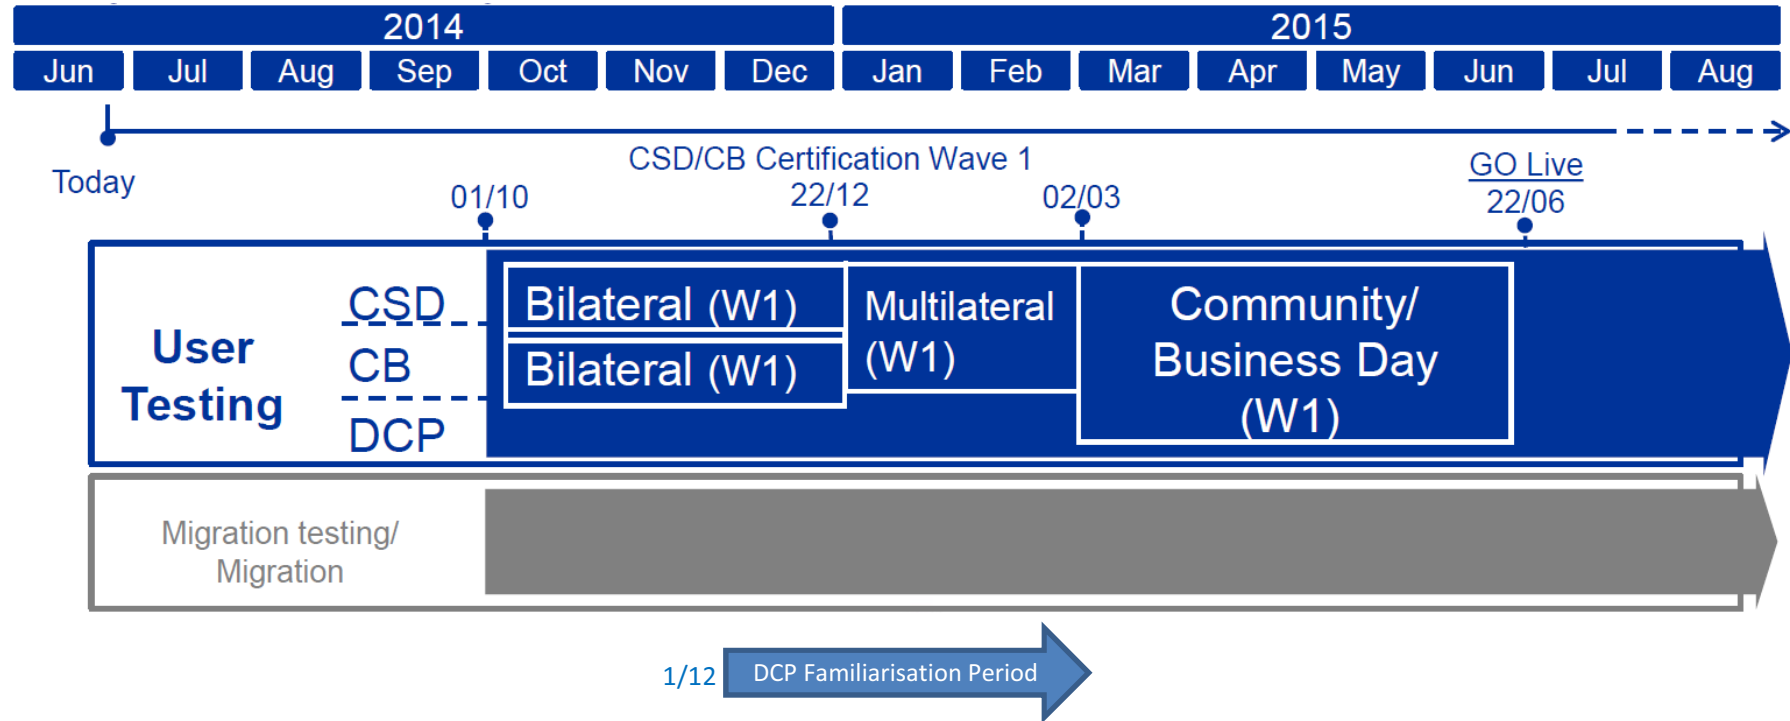 2014 2015
Jun Jul Aug Sep Oct Nov Dec Jan Feb Mar Apr May Jun Jul Aug
Today
CSD/CB Certification Wave 1
GO Live
01/10 22/12 02/03 22/06
User
Testing
CSD
CB
DCP
Bilateral (W1)
Bilateral (W1)
Multilateral
(W1)
Community/
Business Day
(W1)
Migration testing/
Migration
1/12 DCP Familiarisation Period